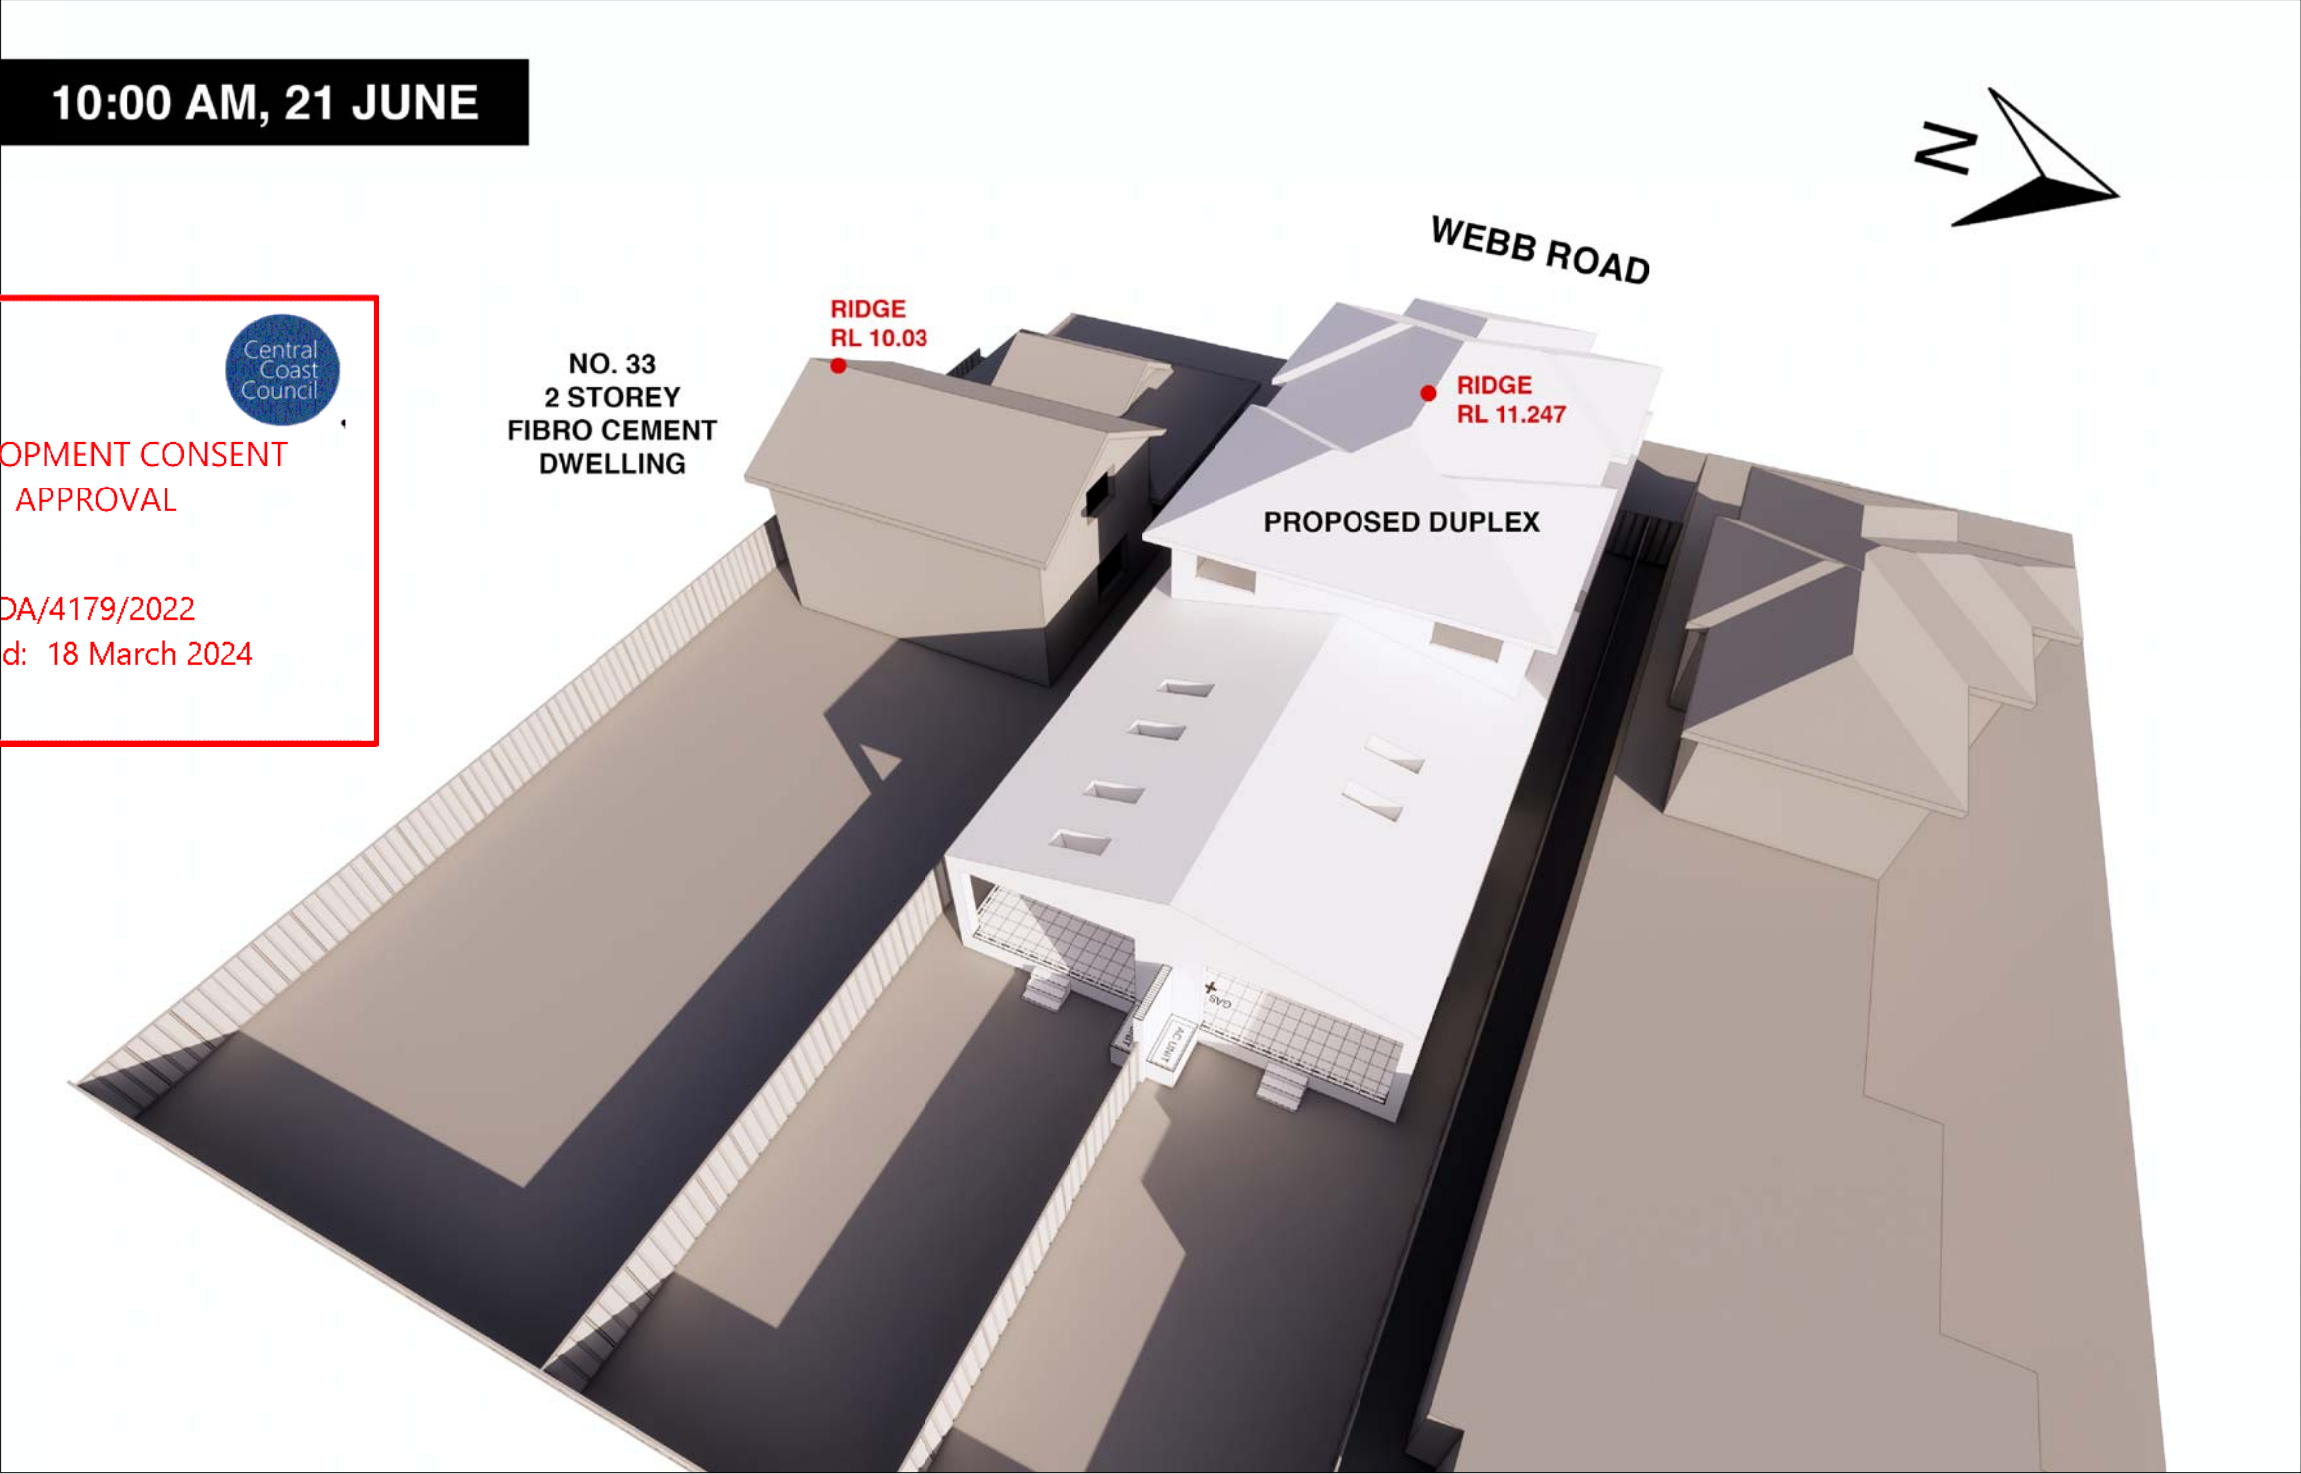 10:00 AM, 21 JUNE
N
WEBB ROAD
RIDGE
RL 10.03
NO. 33
2 STOREY
FIBRO CEMENT
DWELLING
Central
Coast
Council
OPMENT CONSENT
APPROVAL
DA/4179/2022
d: 18 March 2024
RIDGE
RL 11.247
PROPOSED DUPLEX
GAS
AC UNIT